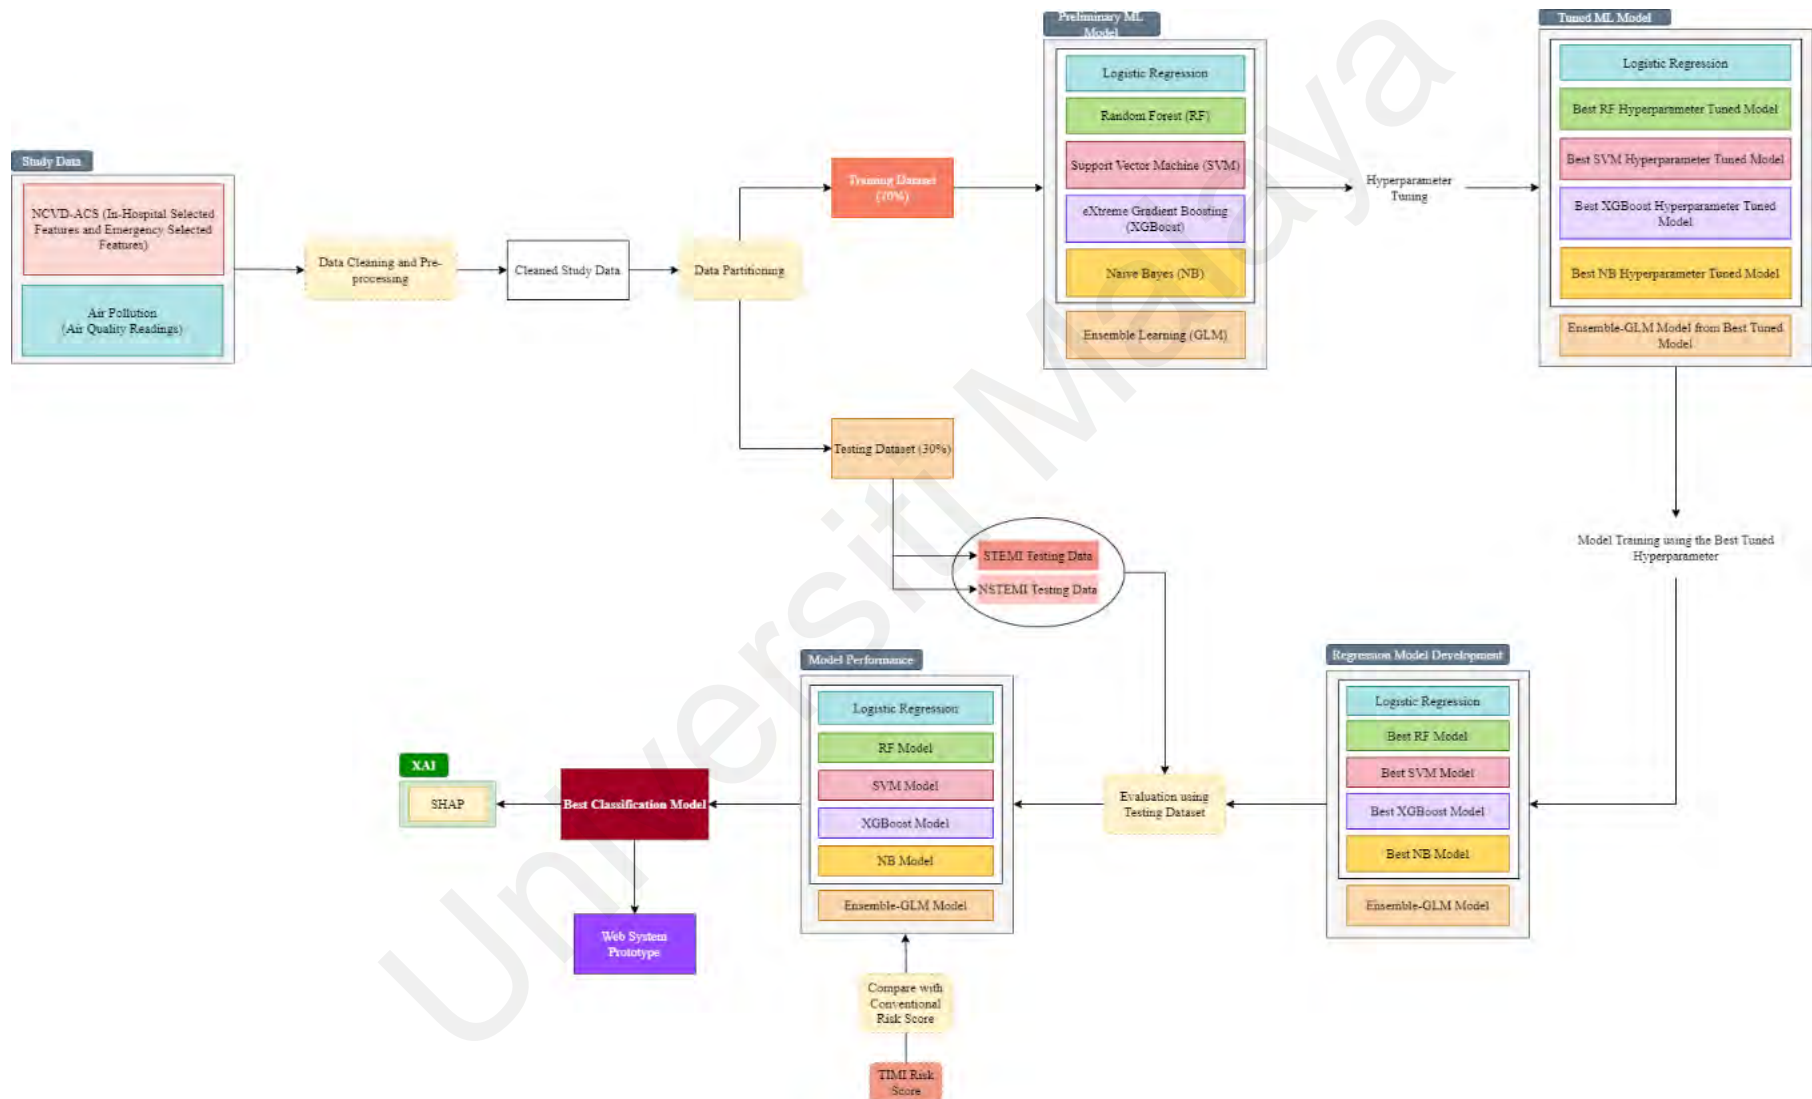 Study Data
NCVD-ACS (In-Hospital Selected
Features and Emergency Selected
Features)
Air Pollution
(Air Quality Readings)
Data Cleaning and Pre-
processing
Cleaned Study Data
Data Partitioning
Training Dataset
(70%)
Testing Dataset (30%)
STEMI Testing Data
NSTEMI Testing Data
Preliminary ML
Model
Logistic Regression
Random Forest (RF)
Support Vector Machine (SVM)
eXtreme Gradient Boosting
(XGBoost)
Naive Bayes (NB)
Ensemble Learning (GLM)
Hyperparameter
Tuning
Tuned ML Model
Logistic Regression
Best RF Hyperparameter Tuned Model
Best SVM Hyperparameter Tuned Model
Best XGBoost Hyperparameter Tuned
Model
Best NB Hyperparameter Tuned Model
Ensemble-GLM Model from Best Tuned
Model
Model Training using the Best Tuned
Hyperparameter
Regression Model Development
Logistic Regression
Best RF Model
Best SVM Model
Best XGBoost Model
Best NB Model
Ensemble-GLM Model
Evaluation using
Testing Dataset
Model Performance
Logistic Regression
RF Model
SVM Model
XGBoost Model
NB Model
Ensemble-GLM Model
Compare with
Conventional
Risk Score
TIMI Risk
Score
Best Classification Model
XAI
SHAP
Web System
Prototype
Universiti Malaya